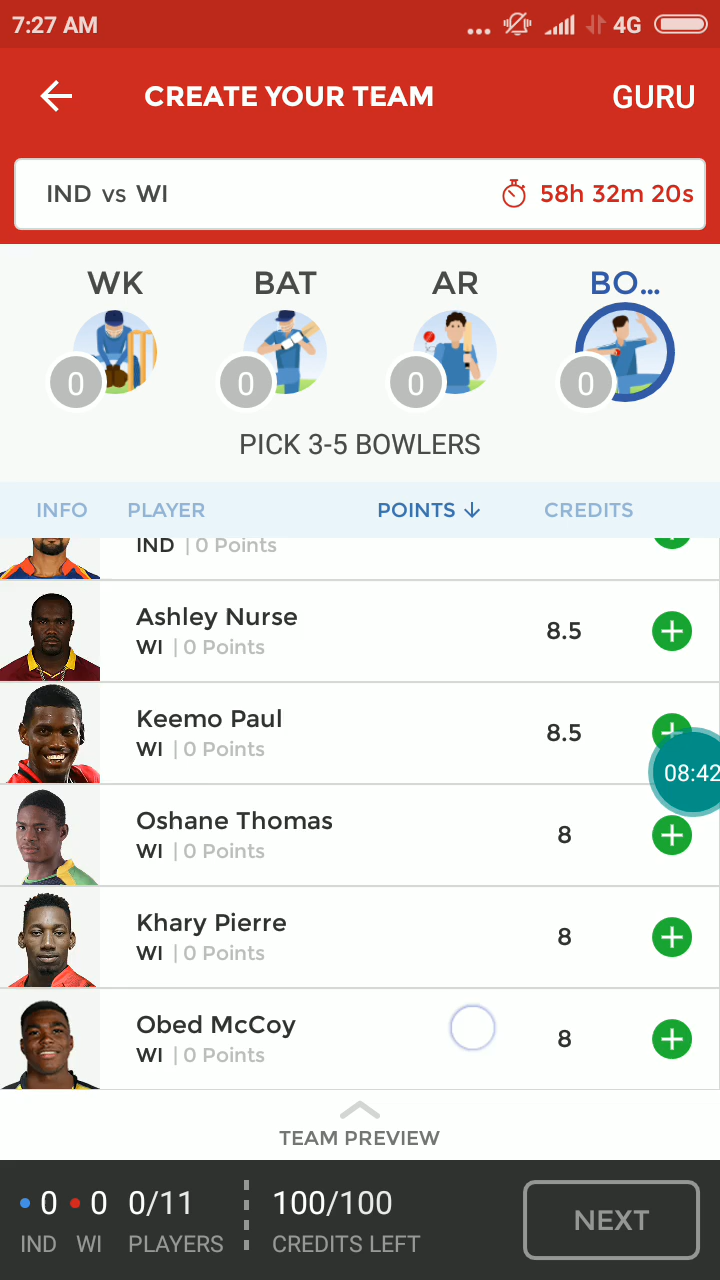 7:27 AM
... 4G
CREATE YOUR TEAM
GURU
IND vs WI
58h 32m 20s
WK BAT AR BO...
0 0 0 0
PICK 3-5 BOWLERS
INFO PLAYER POINTS ↓ CREDITS
IND | 0 Points
Ashley Nurse
WI | 0 Points
8.5
Keemo Paul
WI | 0 Points
8.5
08:42
Oshane Thomas
WI | 0 Points
8
Khary Pierre
WI | 0 Points
8
Obed McCoy
WI | 0 Points
8
TEAM PREVIEW
0 0 0/11 100/100
IND WI PLAYERS CREDITS LEFT
NEXT